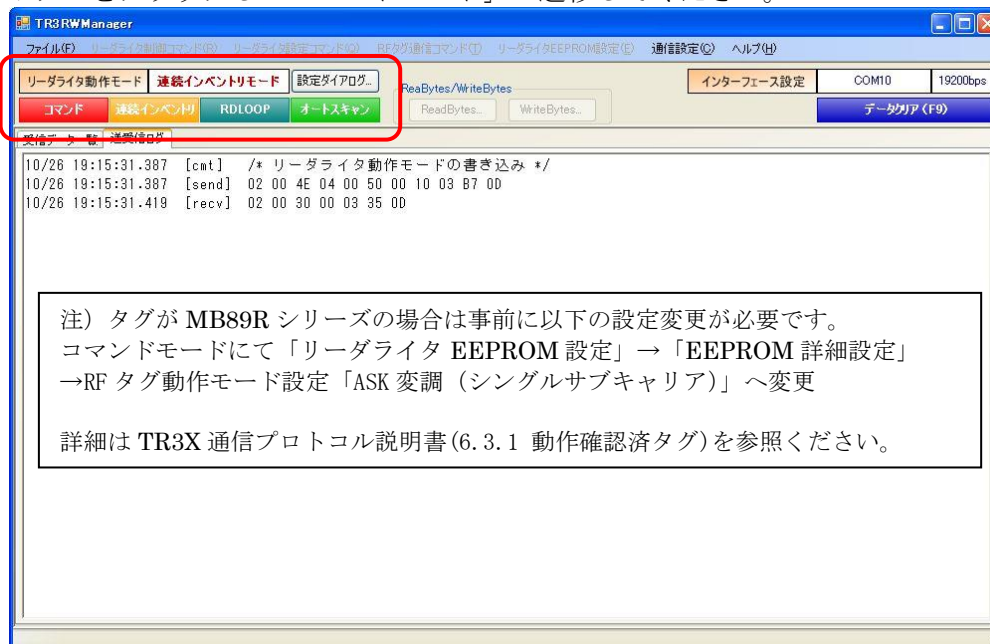 TR3RWManager
ファイル(F) リーダライタ制御コマンド(R) リーダライタ設定コマンド(Q) RFタグ通信コマンド(T) リーダライタEEPROM設定(E) 通信設定(C) ヘルプ(H)
リーダライタ動作モード 連続インベントリモード 設定ダイアログ... ReaBytes/WriteBytes インターフェース設定 COM10 19200bps
コマンド 連続インベントリ RDLOOP オートスキャン ReadBytes... WriteBytes... データクリア(F9)
受信データ一覧 送受信ログ
10/26 19:15:31.387 [cmt] /* リーダライタ動作モードの書き込み */
10/26 19:15:31.387 [send] 02 00 4E 04 00 50 00 10 03 B7 0D
10/26 19:15:31.419 [recv] 02 00 30 00 03 35 0D
注）タグが MB89R シリーズの場合は事前に以下の設定変更が必要です。
コマンドモードにて「リーダライタ EEPROM 設定」→「EEPROM 詳細設定」
→RF タグ動作モード設定「ASK 変調（シングルサブキャリア)」へ変更
詳細は TR3X 通信プロトコル説明書(6.3.1 動作確認済タグ)を参照ください。